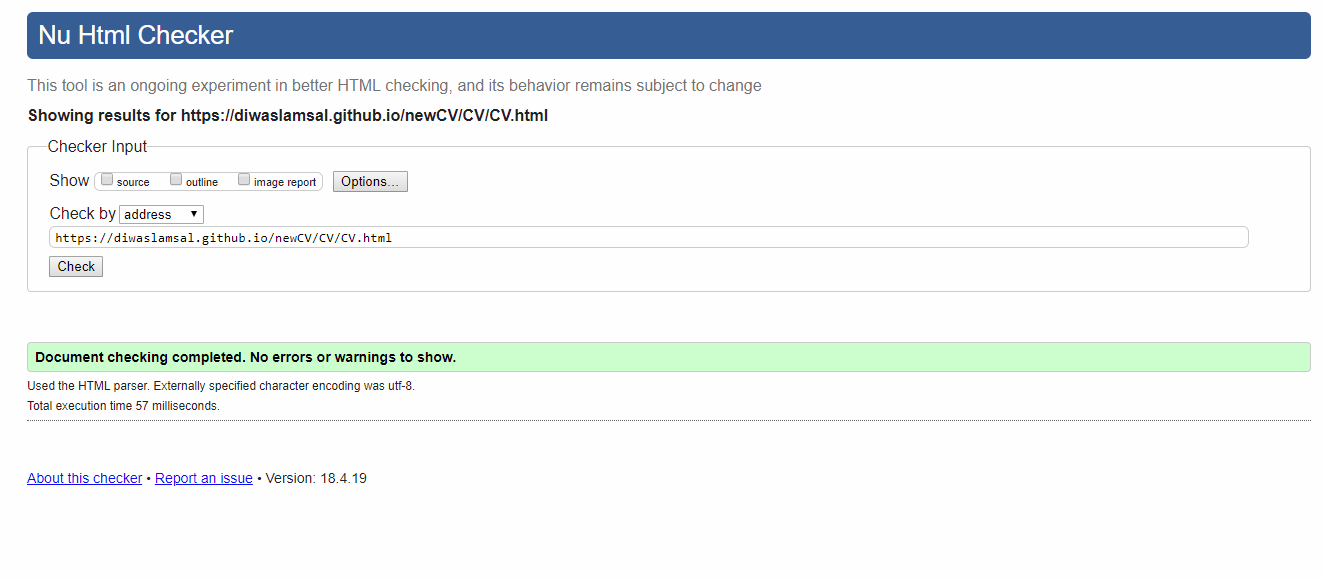 Nu Html Checker
This tool is an ongoing experiment in better HTML checking, and its behavior remains subject to change
Showing results for https://diwaslamsal.github.io/newCV/CV/CV.html
Checker Input
Show source outline image report Options...
Check by address
https://diwaslamsal.github.io/newCV/CV/CV.html
Check
Document checking completed. No errors or warnings to show.
Used the HTML parser. Externally specified character encoding was utf-8.
Total execution time 57 milliseconds.
About this checker • Report an issue • Version: 18.4.19